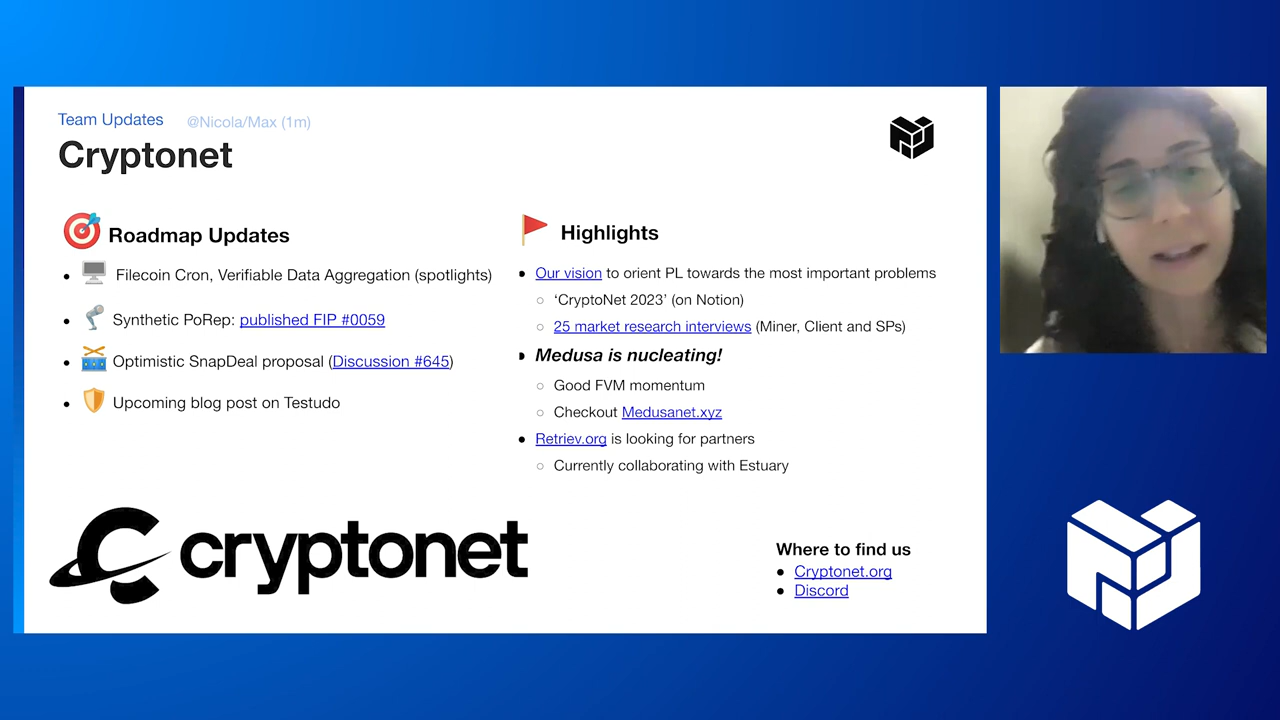 Team Updates @Nicola/Max (1m)
Cryptonet
Roadmap Updates
Filecoin Cron, Verifiable Data Aggregation (spotlights)
Synthetic PoRep: published FIP #0059
Optimistic SnapDeal proposal (Discussion #645)
Upcoming blog post on Testudo
Highlights
Our vision to orient PL towards the most important problems
‘CryptoNet 2023’ (on Notion)
25 market research interviews (Miner, Client and SPs)
Medusa is nucleating!
Good FVM momentum
Checkout Medusanet.xyz
Retriev.org is looking for partners
Currently collaborating with Estuary
cryptonet
Where to find us
Cryptonet.org
Discord